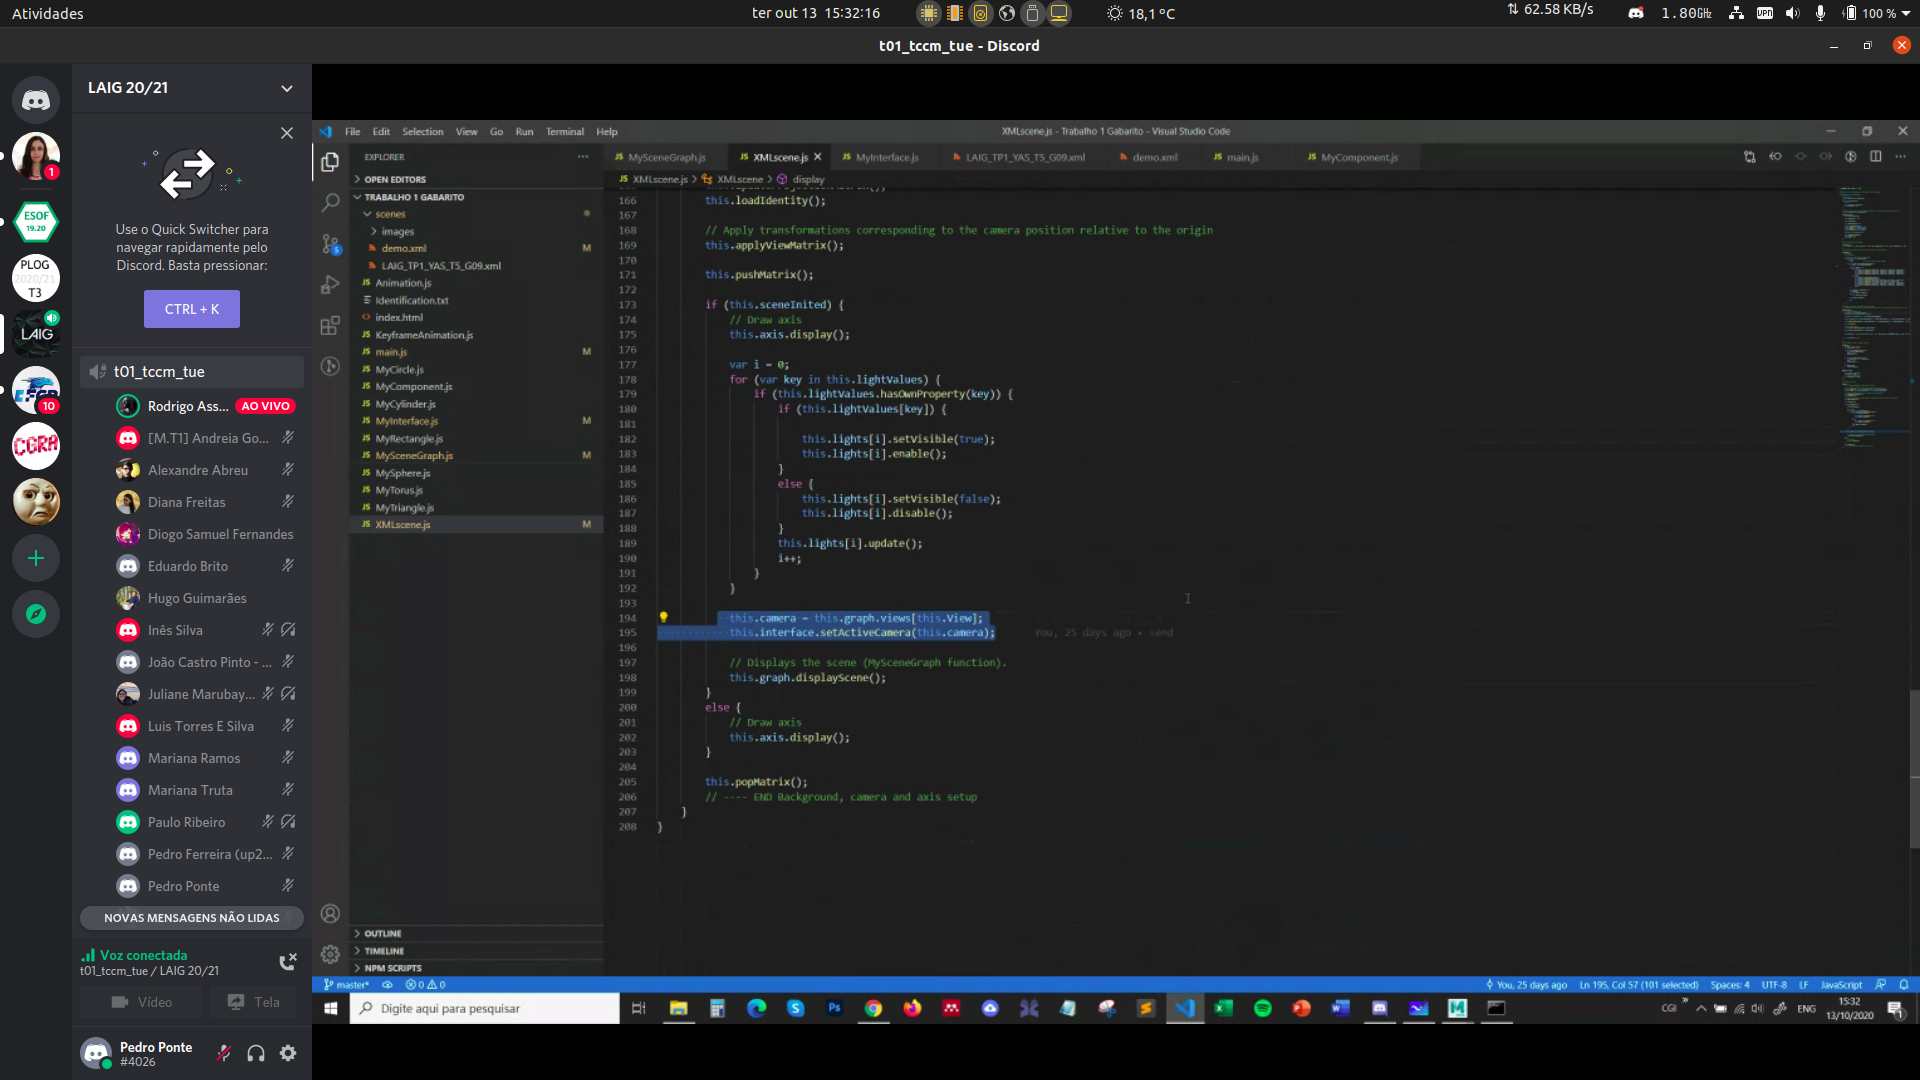 Atividades
ter out 13 15:32:16
18,1 °C
62.58 KB/s
1.80GHz
VPN
100 %
t01_tccm_tue - Discord
LAIG 20/21
Use o Quick Switcher para
navegar rapidamente pelo
Discord. Basta pressionar:
CTRL + K
1
ESOF
19.20
PLOG
2020/21
T3
LAIG
10
CGRA
t01_tccm_tue
Rodrigo Ass... AO VIVO
[M.T1] Andreia Go...
Alexandre Abreu
Diana Freitas
Diogo Samuel Fernandes
Eduardo Brito
Hugo Guimarães
Inês Silva
João Castro Pinto - ...
Juliane Marubay...
Luis Torres E Silva
Mariana Ramos
Mariana Truta
Paulo Ribeiro
Pedro Ferreira (up2...
Pedro Ponte
NOVAS MENSAGENS NÃO LIDAS
Voz conectada
t01_tccm_tue / LAIG 20/21
Vídeo
Tela
Pedro Ponte
#4026
File Edit Selection View Go Run Terminal Help
XMLscene.js - Trabalho 1 Gabarito - Visual Studio Code
EXPLORER
OPEN EDITORS
TRABALHO 1 GABARITO
scenes
images
demo.xml M
LAIG_TP1_YAS_T5_G09.xml
Animation.js
Identification.txt
index.html
KeyframeAnimation.js
main.js M
MyCircle.js
MyComponent.js
MyCylinder.js
MyInterface.js M
MyRectangle.js
MySceneGraph.js M
MySphere.js
MyTorus.js
MyTriangle.js
XMLscene.js M
OUTLINE
TIMELINE
NPM SCRIPTS
MySceneGraph.js XMLscene.js MyInterface.js LAIG_TP1_YAS_T5_G09.xml demo.xml main.js MyComponent.js
XMLscene.js > XMLscene > display
166 this.loadIdentity();
167
168 // Apply transformations corresponding to the camera position relative to the origin
169 this.applyViewMatrix();
170
171 this.pushMatrix();
172
173 if (this.sceneInited) {
174 // Draw axis
175 this.axis.display();
176
177 var i = 0;
178 for (var key in this.lightValues) {
179 if (this.lightValues.hasOwnProperty(key)) {
180 if (this.lightValues[key]) {
181
182 this.lights[i].setVisible(true);
183 this.lights[i].enable();
184 }
185 else {
186 this.lights[i].setVisible(false);
187 this.lights[i].disable();
188 }
189 this.lights[i].update();
190 i++;
191 }
192 }
193
194 this.camera = this.graph.views[this.View];
195 this.interface.setActiveCamera(this.camera); You, 25 days ago • send
196
197 // Displays the scene (MySceneGraph function).
198 this.graph.displayScene();
199 }
200 else {
201 // Draw axis
202 this.axis.display();
203 }
204
205 this.popMatrix();
206 // ---- END Background, camera and axis setup
207 }
208 }
master* 0 0
You, 25 days ago Ln 195, Col 57 (101 selected) Spaces: 4 UTF-8 LF JavaScript
Digite aqui para pesquisar
CGI
ENG
15:32
13/10/2020